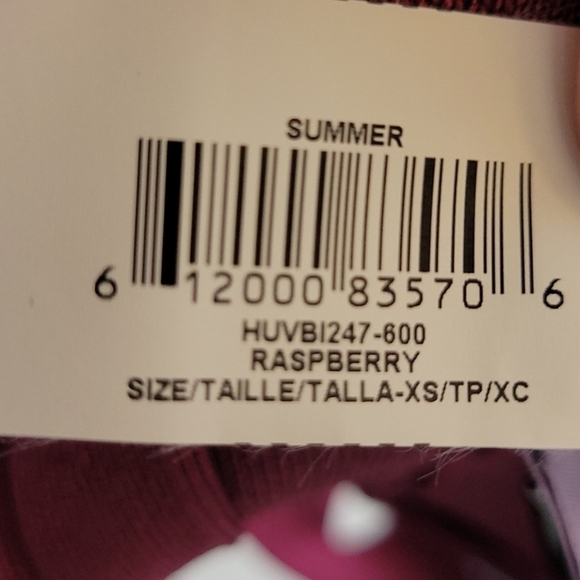 SUMMER
6 12000 83570 6
HUVBI247-600
RASPBERRY
SIZE/TAILLE/TALLA-XS/TP/XC